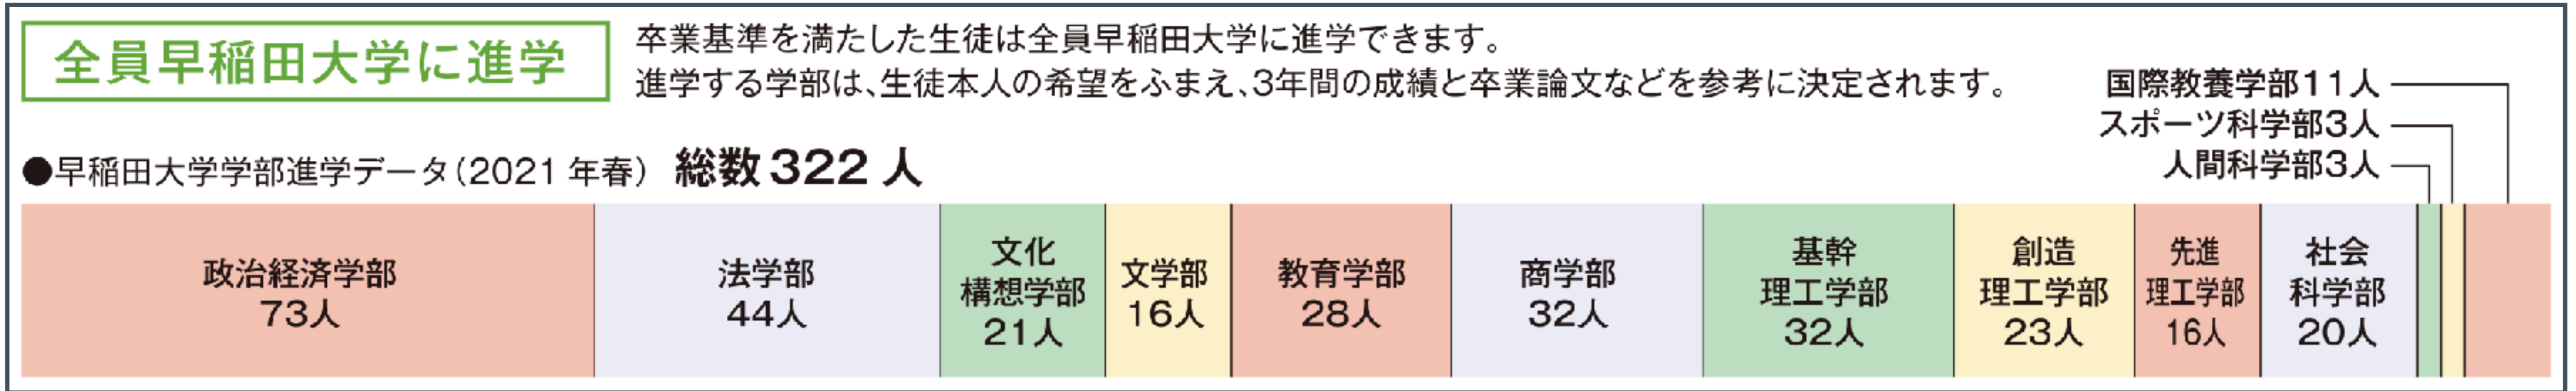 全員早稲田大学に進学
卒業基準を満たした生徒は全員早稲田大学に進学できます。
進学する学部は、生徒本人の希望をふまえ、3年間の成績と卒業論文などを参考に決定されます。
●早稲田大学学部進学データ(2021 年春) 総数 322 人
国際教養学部11人
スポーツ科学部3人
人間科学部3人
政治経済学部
73人
法学部
44人
文化
構想学部
21人
文学部
16人
教育学部
28人
商学部
32人
基幹
理工学部
32人
創造
理工学部
23人
先進
理工学部
16人
社会
科学部
20人